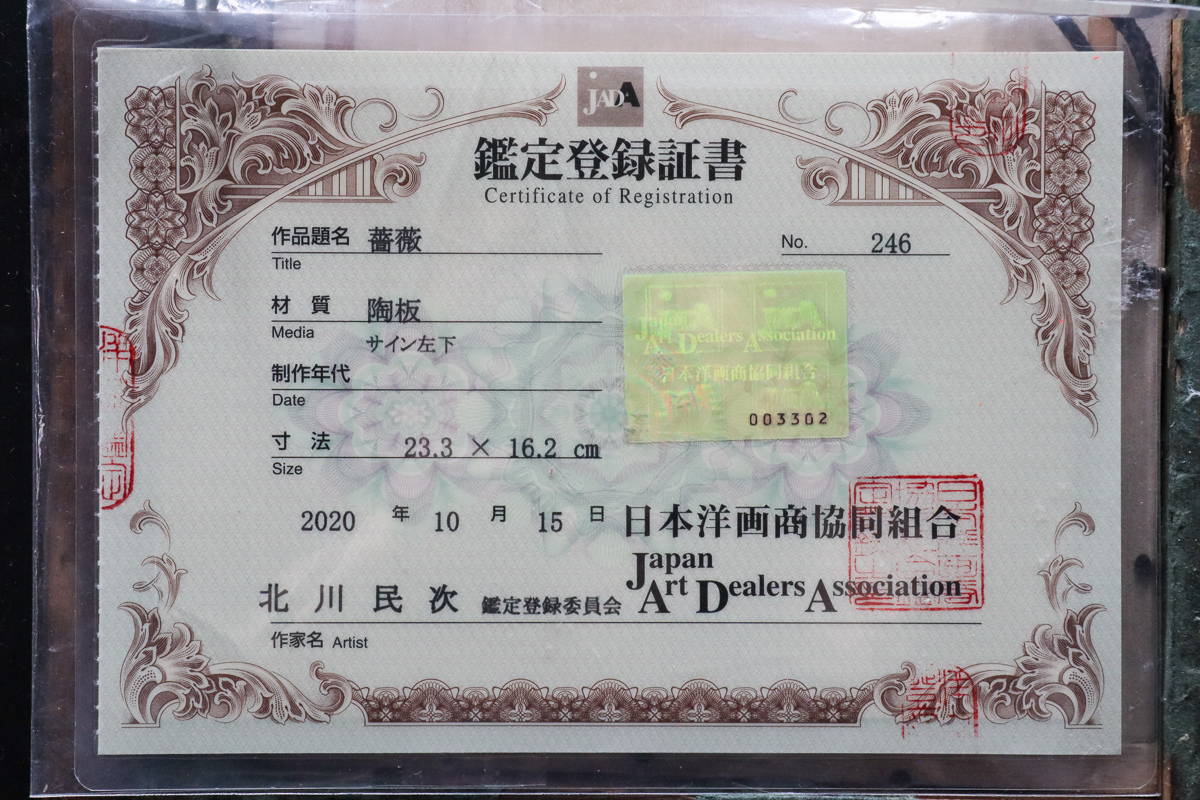 JADA
鑑定登録証書
Certificate of Registration
作品題名 薔薇
Title
No. 246
材質 陶板
Media
サイン左下
制作年代
Date
寸法 23.3 × 16.2 cm
Size
Japan
Art Dealers Association
日本洋画商協同組合
003302
2020 年 10 月 15 日
日本洋画商協同組合
Japan
Art Dealers Association
北川民次 鑑定登録委員会
作家名 Artist